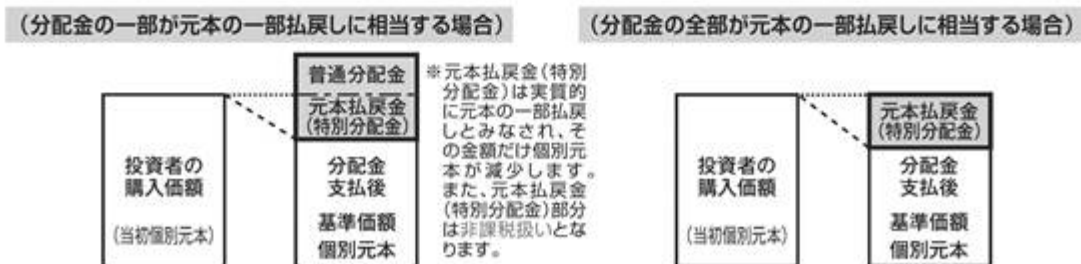 (分配金の一部が元本の一部払戻しに相当する場合)
普通分配金
元本払戻金
(特別分配金)
投資者の
購入価額
(当初個別元本)
分配金
支払後
基準価額
個別元本
※元本払戻金(特別
分配金)は実質的
に元本の一部払戻
しとみなされ、そ
の金額だけ個別元
本が減少します。
また、元本払戻金
(特別分配金)部分
は非課税扱いとな
ります。
(分配金の全部が元本の一部払戻しに相当する場合)
投資者の
購入価額
(当初個別元本)
元本払戻金
(特別分配金)
分配金
支払後
基準価額
個別元本